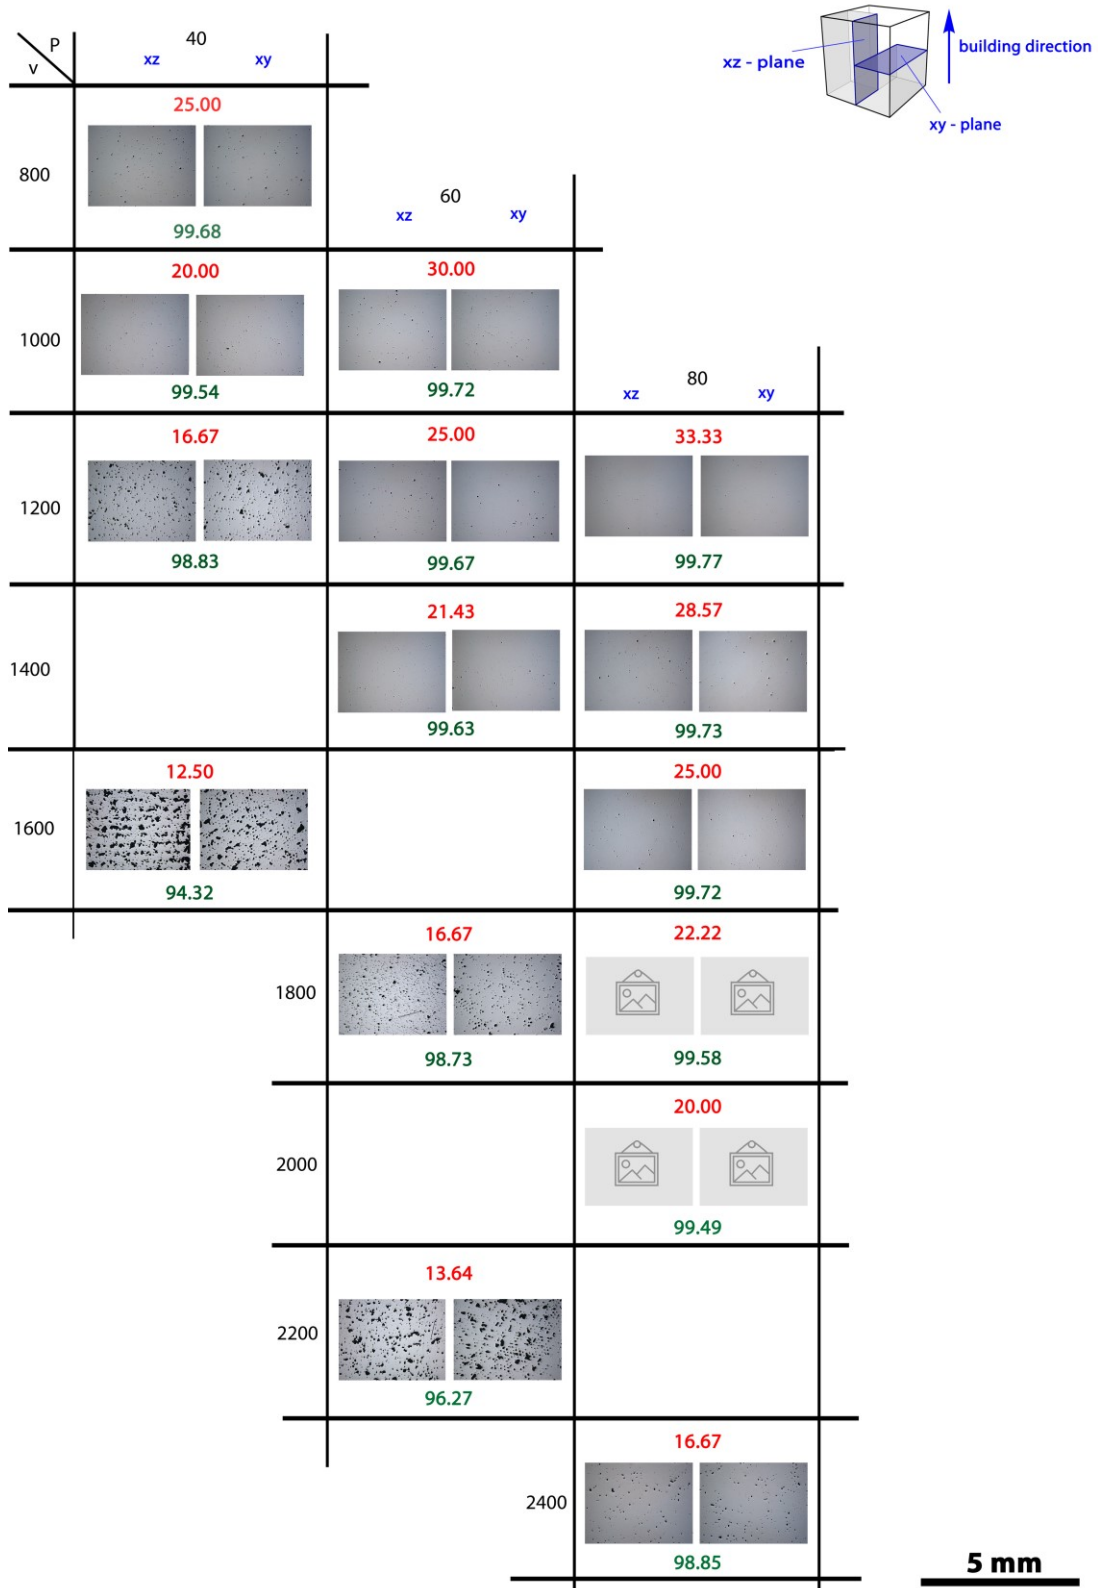 P
v
40
xz xy
xz - plane
building direction
xy - plane
25.00
800
99.68
60
xz xy
20.00 30.00
1000
99.54 99.72
80
xz xy
16.67 25.00 33.33
1200
98.83 99.67 99.77
21.43 28.57
1400
99.63 99.73
12.50 25.00
1600
94.32 99.72
16.67 22.22
1800
98.73 99.58
20.00
2000
99.49
13.64
2200
96.27
16.67
2400
98.85
5 mm